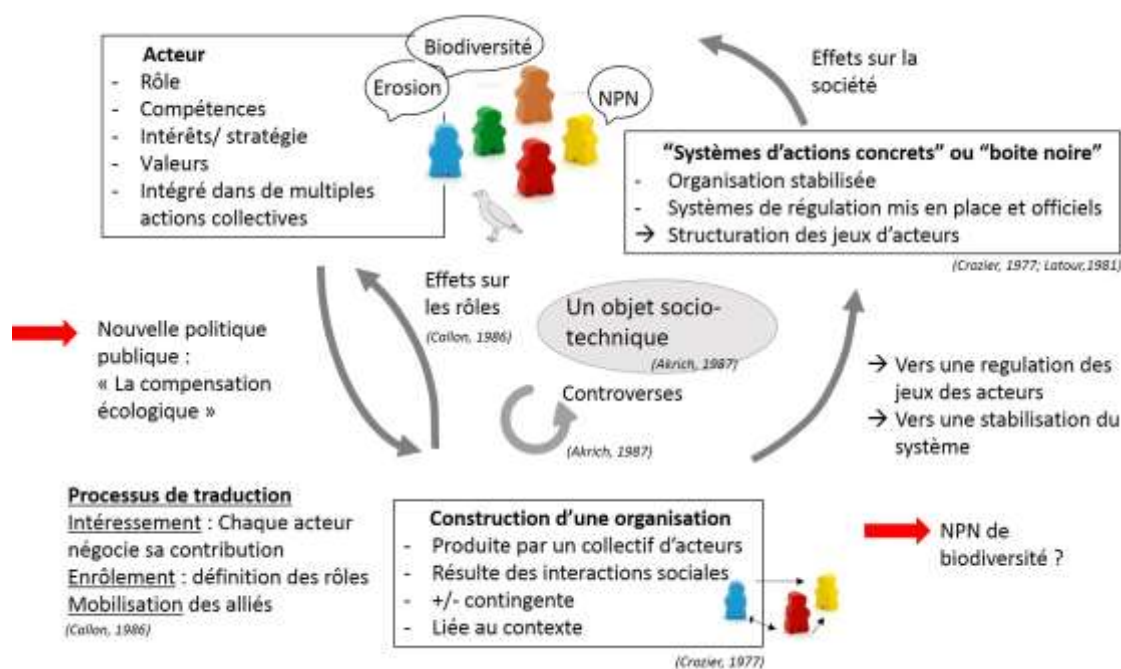 Acteur
- Rôle
- Compétences
- Intérêts/ stratégie
- Valeurs
- Intégré dans de multiples
actions collectives
Biodiversité
Erosion
NPN
Effets sur la
société
“Systèmes d’actions concrets” ou “boite noire”
- Organisation stabilisée
- Systèmes de régulation mis en place et officiels
→ Structuration des jeux d’acteurs
(Crozier, 1977; Latour,1981)
Effets sur
les rôles
(Callon, 1986)
Un objet socio-
technique
(Akrich, 1987)
Controverses
(Akrich, 1987)
Nouvelle politique
publique :
« La compensation
écologique »
→ Vers une regulation des
jeux des acteurs
→ Vers une stabilisation du
système
Processus de traduction
Intéressement : Chaque acteur
négocie sa contribution
Enrôlement : définition des rôles
Mobilisation des alliés
(Callon, 1986)
Construction d’une organisation
- Produite par un collectif d’acteurs
- Résulte des interactions sociales
- +/- contingente
- Liée au contexte
(Crozier, 1977)
NPN de
biodiversité ?